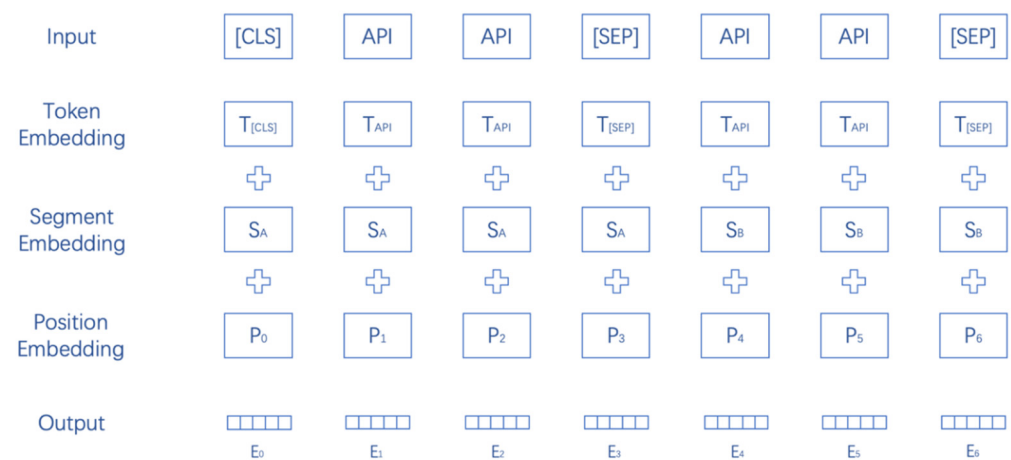 Input [CLS] API API [SEP] API API [SEP]
Token
Embedding
T[CLS] TAPI TAPI T[SEP] TAPI TAPI T[SEP]
Segment
Embedding
SA SA SA SA SB SB SB
Position
Embedding
P0 P1 P2 P3 P4 P5 P6
Output
E0 E1 E2 E3 E4 E5 E6